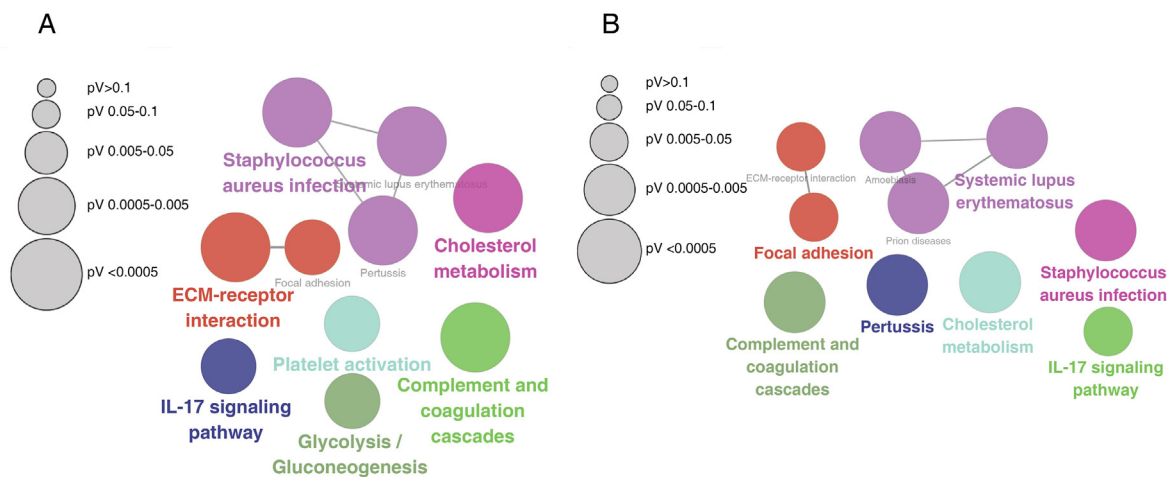 A
pV>0.1
pV 0.05-0.1
pV 0.005-0.05
pV 0.0005-0.005
pV <0.0005
Staphylococcus
aureus infection
Systemic lupus erythematosus
Cholesterol
metabolism
Pertussis
Focal adhesion
ECM-receptor
interaction
Platelet activation
Complement and
coagulation
cascades
IL-17 signaling
pathway
Glycolysis /
Gluconeogenesis
B
pV>0.1
pV 0.05-0.1
pV 0.005-0.05
pV 0.0005-0.005
pV <0.0005
ECM-receptor interaction
Amoebiasis
Systemic lupus
erythematosus
Prion diseases
Focal adhesion
Staphylococcus
aureus infection
Pertussis
Cholesterol
metabolism
Complement and
coagulation
cascades
IL-17 signaling
pathway